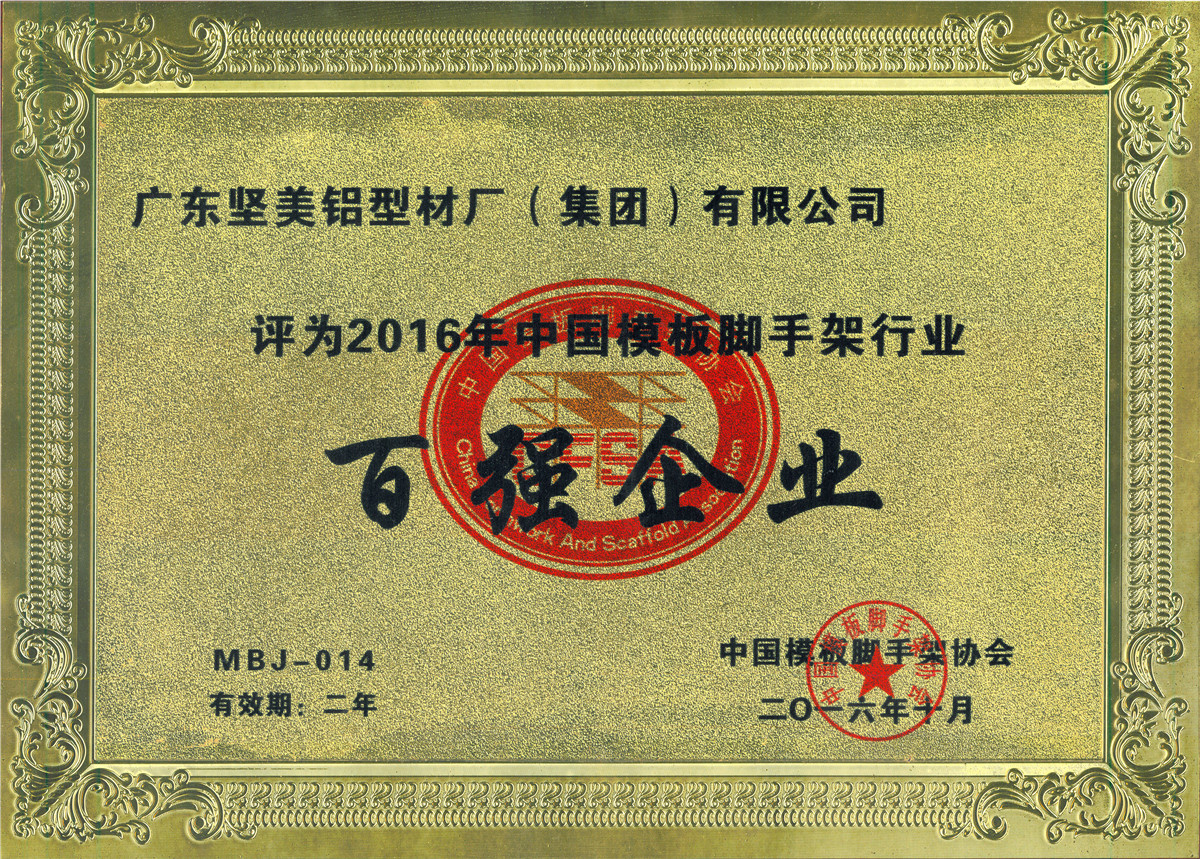 广东坚美铝型材厂（集团）有限公司
评为2016年中国模板脚手架行业
百强企业
And Scaffold
MBJ-014
有效期：二年
中国模板脚手架协会
二〇一六年十月